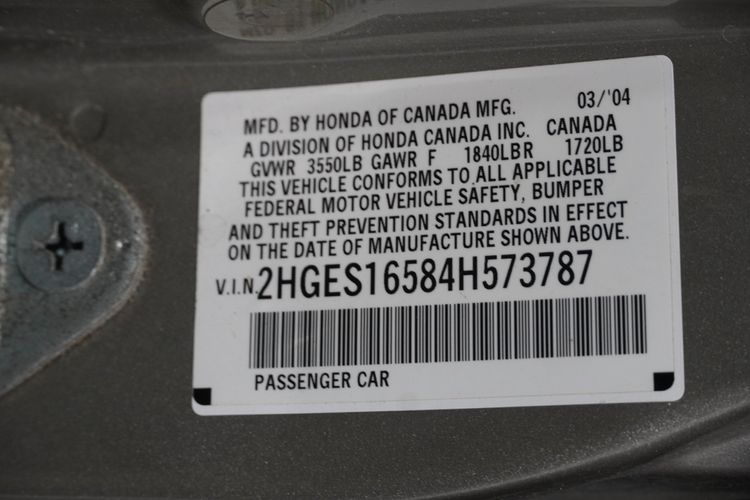 MFD. BY HONDA OF CANADA MFG. 03/'04
A DIVISION OF HONDA CANADA INC. CANADA
GVWR 3550LB GAWR F 1840LBR 1720LB
THIS VEHICLE CONFORMS TO ALL APPLICABLE
FEDERAL MOTOR VEHICLE SAFETY, BUMPER
AND THEFT PREVENTION STANDARDS IN EFFECT
ON THE DATE OF MANUFACTURE SHOWN ABOVE.
V.I.N. 2HGES16584H573787
PASSENGER CAR